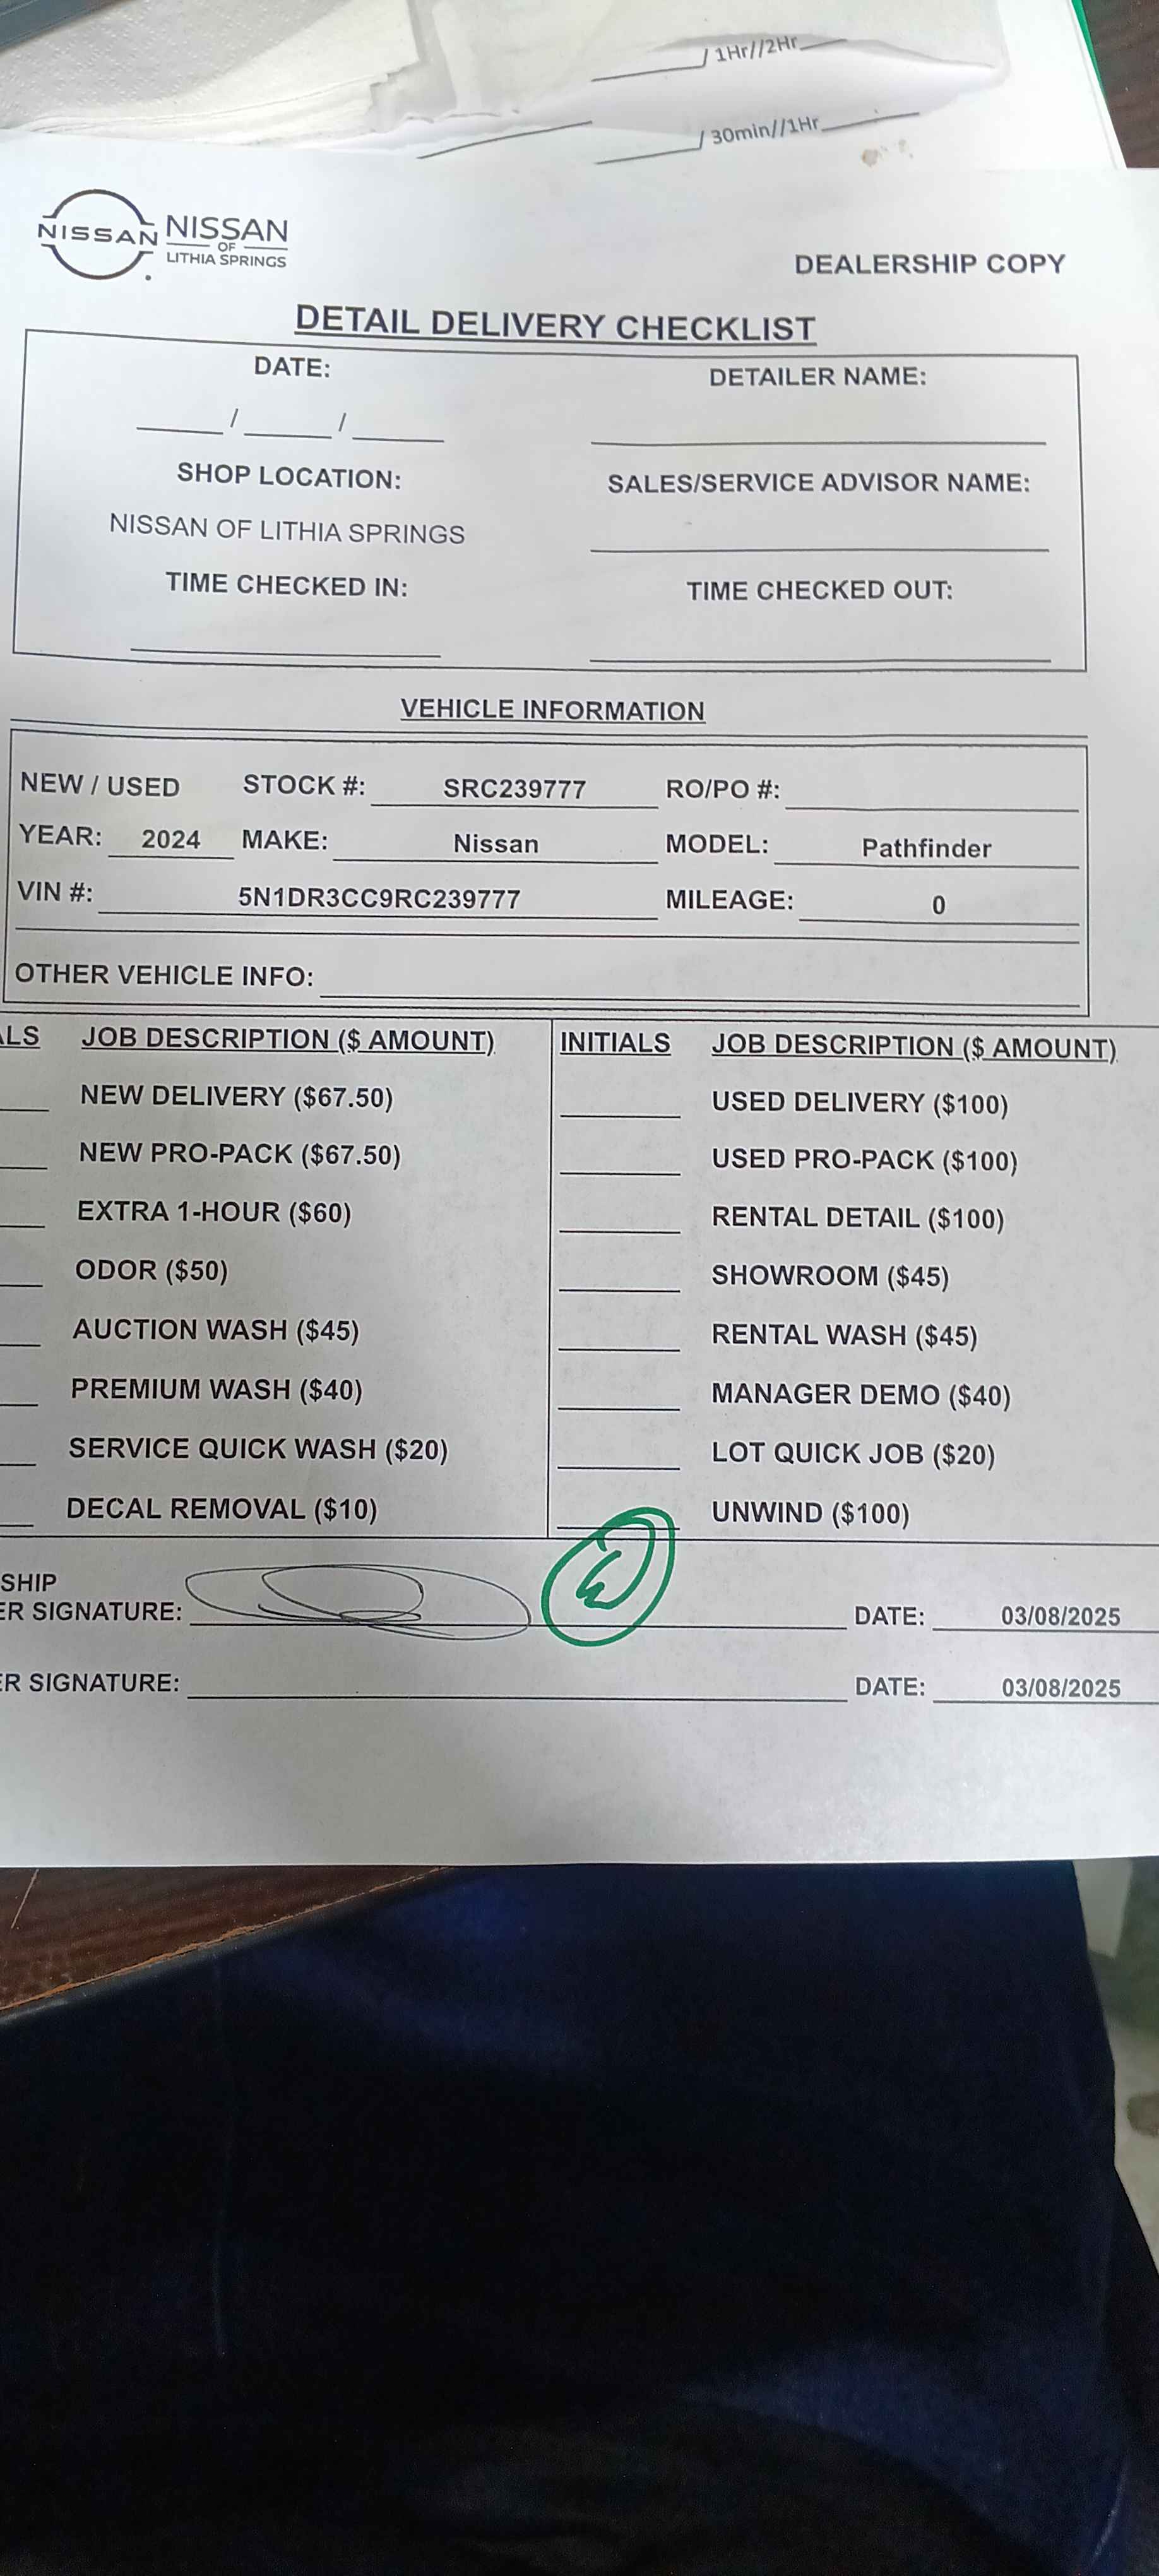 / 1Hr//2Hr
/ 30min//1Hr
NISSAN
NISSAN
OF
LITHIA SPRINGS
DEALERSHIP COPY
DETAIL DELIVERY CHECKLIST
DATE:
DETAILER NAME:
/ /
SHOP LOCATION:
SALES/SERVICE ADVISOR NAME:
NISSAN OF LITHIA SPRINGS
TIME CHECKED IN:
TIME CHECKED OUT:
VEHICLE INFORMATION
NEW / USED STOCK #: SRC239777 RO/PO #:
YEAR: 2024 MAKE: Nissan MODEL: Pathfinder
VIN #: 5N1DR3CC9RC239777 MILEAGE: 0
OTHER VEHICLE INFO:
ALS JOB DESCRIPTION ($ AMOUNT) INITIALS JOB DESCRIPTION ($ AMOUNT)
NEW DELIVERY ($67.50) USED DELIVERY ($100)
NEW PRO-PACK ($67.50) USED PRO-PACK ($100)
EXTRA 1-HOUR ($60) RENTAL DETAIL ($100)
ODOR ($50) SHOWROOM ($45)
AUCTION WASH ($45) RENTAL WASH ($45)
PREMIUM WASH ($40) MANAGER DEMO ($40)
SERVICE QUICK WASH ($20) LOT QUICK JOB ($20)
DECAL REMOVAL ($10) UNWIND ($100)
SHIP
ER SIGNATURE: DATE: 03/08/2025
ER SIGNATURE: DATE: 03/08/2025